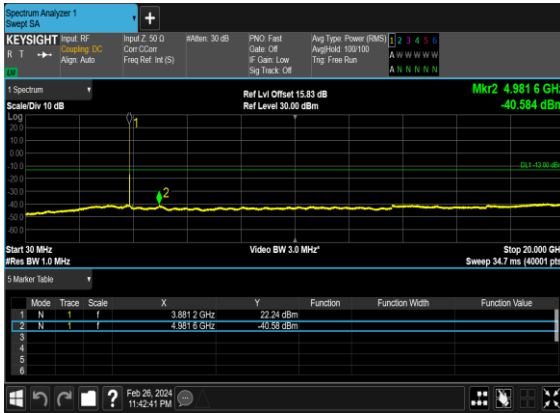 Spectrum Analyzer 1
Swept SA
KEYSIGHT
R T
LXI
Input: RF
Coupling: DC
Align: Auto
Input Z: 50 Ω
Corr CCorr
Freq Ref: Int (S)
#Atten: 30 dB
PNO: Fast
Gate: Off
IF Gain: Low
Sig Track: Off
Avg Type: Power (RMS)
Avg|Hold: 100/100
Trig: Free Run
1 2 3 4 5 6
A W W W W W
A N N N N N
1 Spectrum
Scale/Div 10 dB
Ref Lvl Offset 15.83 dB
Ref Level 30.00 dBm
Mkr2 4.981 6 GHz
-40.584 dBm
Log
20.0
10.0
0.00
-10.0
-20.0
-30.0
-40.0
-50.0
-60.0
1
2
DL1 -13.00 dBm
Start 30 MHz
#Res BW 1.0 MHz
Video BW 3.0 MHz*
Stop 20.000 GHz
Sweep 34.7 ms (40001 pts)
5 Marker Table
Mode Trace Scale X Y Function Function Width Function Value
1 N 1 f 3.881 2 GHz 22.24 dBm
2 N 1 f 4.981 6 GHz -40.58 dBm
3
4
5
6
Feb 26, 2024
11:42:41 PM